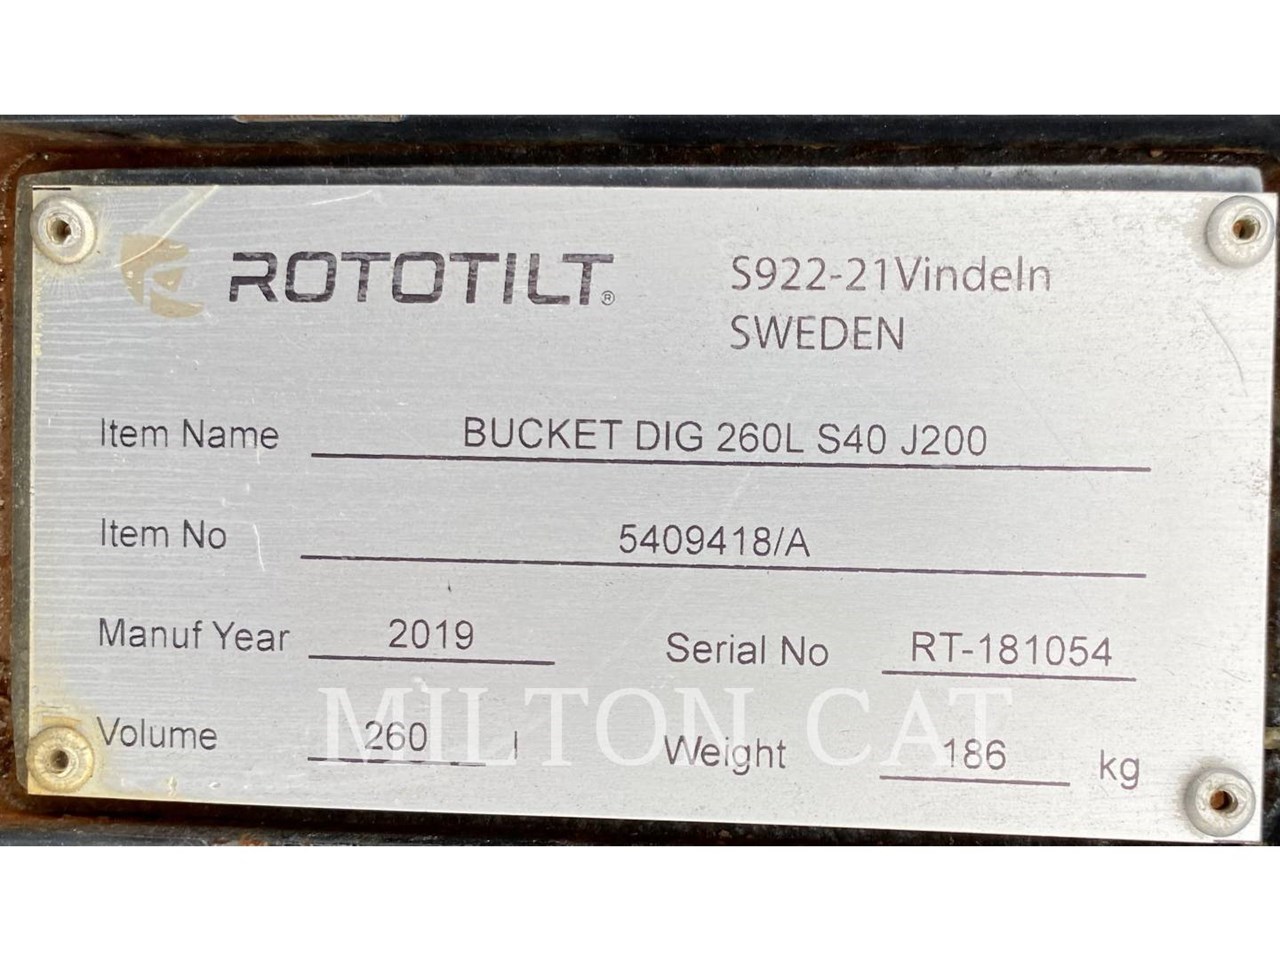 ROTOTILT®
S922-21Vindeln
SWEDEN
Item Name BUCKET DIG 260L S40 J200
Item No 5409418/A
Manuf Year 2019 Serial No RT-181054
Volume 260 l Weight 186 kg
MILTON CAT